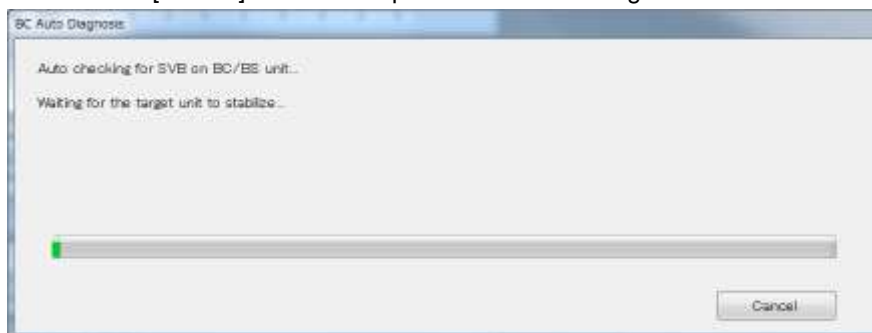 BC Auto Diagnosis
Auto checking for SVB on BC/BS unit...
Waiting for the target unit to stabilize...
Cancel